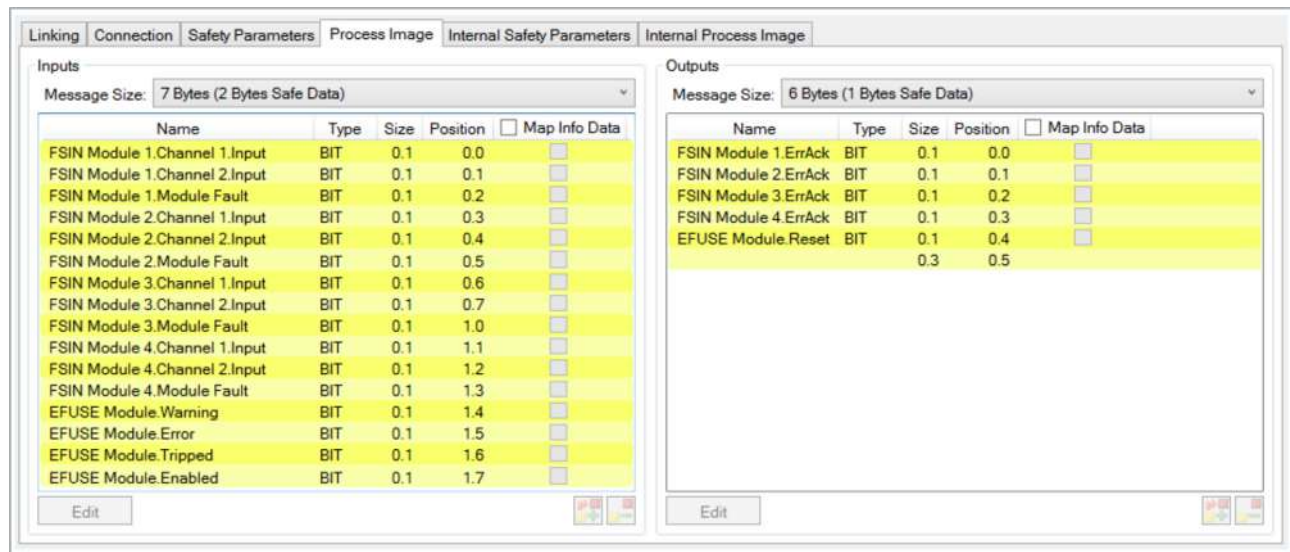 Linking Connection Safety Parameters Process Image Internal Safety Parameters Internal Process Image
Inputs
Message Size: 7 Bytes (2 Bytes Safe Data)
Name Type Size Position Map Info Data
FSIN Module 1.Channel 1.Input BIT 0.1 0.0
FSIN Module 1.Channel 2.Input BIT 0.1 0.1
FSIN Module 1.Module Fault BIT 0.1 0.2
FSIN Module 2.Channel 1.Input BIT 0.1 0.3
FSIN Module 2.Channel 2.Input BIT 0.1 0.4
FSIN Module 2.Module Fault BIT 0.1 0.5
FSIN Module 3.Channel 1.Input BIT 0.1 0.6
FSIN Module 3.Channel 2.Input BIT 0.1 0.7
FSIN Module 3.Module Fault BIT 0.1 1.0
FSIN Module 4.Channel 1.Input BIT 0.1 1.1
FSIN Module 4.Channel 2.Input BIT 0.1 1.2
FSIN Module 4.Module Fault BIT 0.1 1.3
EFUSE Module.Warning BIT 0.1 1.4
EFUSE Module.Error BIT 0.1 1.5
EFUSE Module.Tripped BIT 0.1 1.6
EFUSE Module.Enabled BIT 0.1 1.7
Edit
Outputs
Message Size: 6 Bytes (1 Bytes Safe Data)
Name Type Size Position Map Info Data
FSIN Module 1.ErrAck BIT 0.1 0.0
FSIN Module 2.ErrAck BIT 0.1 0.1
FSIN Module 3.ErrAck BIT 0.1 0.2
FSIN Module 4.ErrAck BIT 0.1 0.3
EFUSE Module.Reset BIT 0.1 0.4
0.3 0.5
Edit